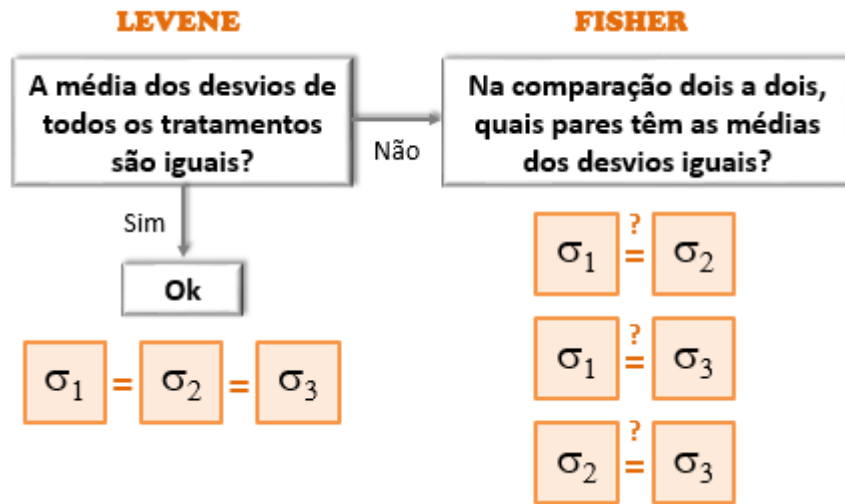 LEVENE
A média dos desvios de
todos os tratamentos
são iguais?
Não
Sim
Ok
σ1 = σ2 = σ3
FISHER
Na comparação dois a dois,
quais pares têm as médias
dos desvios iguais?
?
σ1 = σ2
?
σ1 = σ3
?
σ2 = σ3